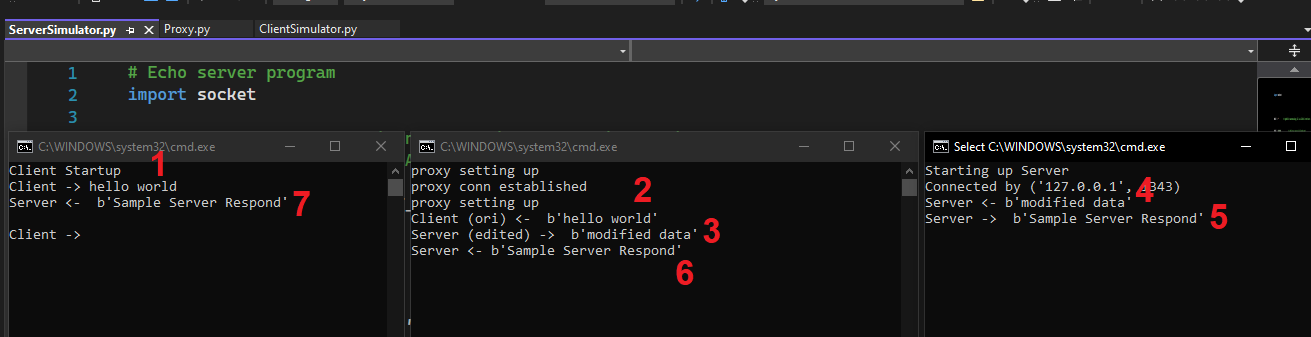 ServerSimulator.py
Proxy.py
ClientSimulator.py
1 # Echo server program
2 import socket
3
C:\WINDOWS\system32\cmd.exe
1
Client Startup
Client -> hello world
Server <-  b'Sample Server Respond'
7
Client ->
C:\WINDOWS\system32\cmd.exe
proxy setting up
proxy conn established
2
proxy setting up
Client (ori) <-  b'hello world'
Server (edited) ->  b'modified data'
3
Server <- b'Sample Server Respond'
6
Select C:\WINDOWS\system32\cmd.exe
Starting up Server
Connected by ('127.0.0.1',
4
Server <- b'modified data'
Server ->  b'Sample Server Respond'
5